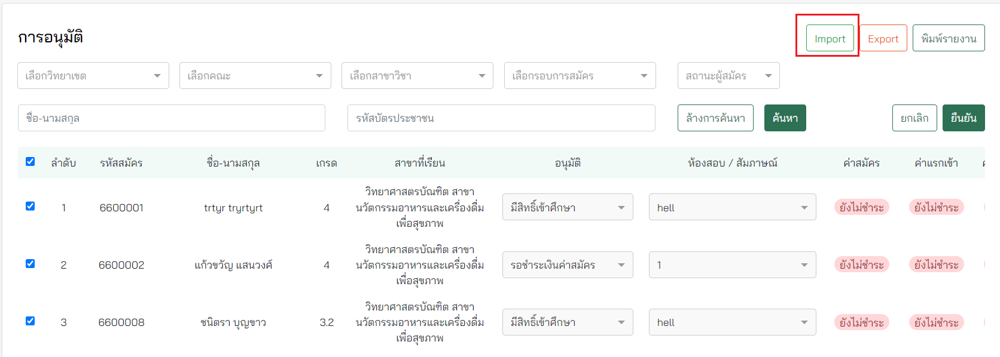 การอนุมัติ
Import Export พิมพ์รายงาน
เลือกวิทยาเขต เลือกคณะ เลือกสาขาวิชา เลือกรอบการสมัคร สถานะผู้สมัคร
ชื่อ-นามสกุล รหัสบัตรประชาชน ล้างการค้นหา ค้นหา ยกเลิก ยืนยัน
ลำดับ รหัสสมัคร ชื่อ-นามสกุล เกรด สาขาที่เรียน อนุมัติ ห้องสอบ / สัมภาษณ์ ค่าสมัคร ค่าแรกเข้า
วิทยาศาสตรบัณฑิต สาขา
1 6600001 trtyr tryrtyrt 4 นวัตกรรมอาหารและเครื่องดื่ม มีสิทธิ์เข้าศึกษา hell ยังไม่ชำระ ยังไม่ชำระ
เพื่อสุขภาพ
วิทยาศาสตรบัณฑิต สาขา
2 6600002 แก้วขวัญ แสนวงศ์ 4 นวัตกรรมอาหารและเครื่องดื่ม รอชำระเงินค่าสมัคร 1 ยังไม่ชำระ ยังไม่ชำระ
เพื่อสุขภาพ
วิทยาศาสตรบัณฑิต สาขา
3 6600008 ชนิตรา บุญขาว 3.2 นวัตกรรมอาหารและเครื่องดื่ม มีสิทธิ์เข้าศึกษา hell ยังไม่ชำระ ยังไม่ชำระ
เพื่อสุขภาพ